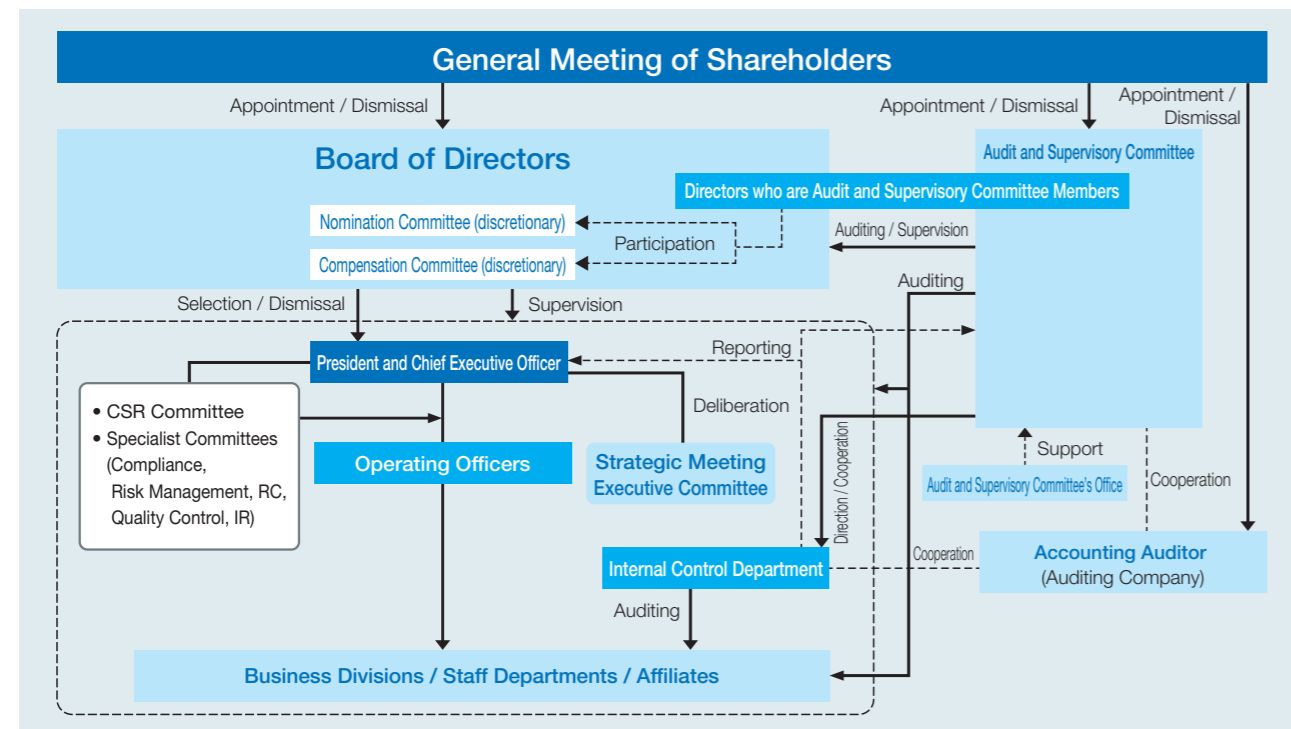 General Meeting of Shareholders
Appointment / Dismissal
Appointment / Dismissal
Appointment /
Dismissal
Board of Directors
Audit and Supervisory Committee
Directors who are Audit and Supervisory Committee Members
Nomination Committee (discretionary)
Participation
Compensation Committee (discretionary)
Auditing / Supervision
Auditing
Selection / Dismissal
Supervision
President and Chief Executive Officer
Reporting
• CSR Committee
• Specialist Committees
(Compliance,
Risk Management, RC,
Quality Control, IR)
Deliberation
Operating Officers
Strategic Meeting
Executive Committee
Direction / Cooperation
Support
Audit and Supervisory Committee's Office
Cooperation
Internal Control Department
Cooperation
Accounting Auditor
(Auditing Company)
Auditing
Business Divisions / Staff Departments / Affiliates